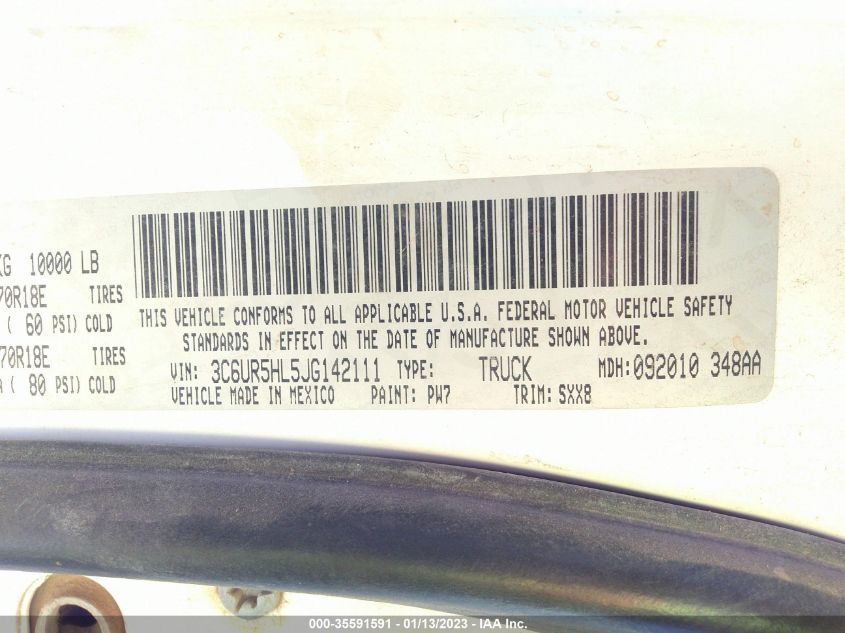 KG 10000 LB
70R18E TIRES
( 60 PSI) COLD
70R18E TIRES
( 80 PSI) COLD
THIS VEHICLE CONFORMS TO ALL APPLICABLE U.S.A. FEDERAL MOTOR VEHICLE SAFETY
STANDARDS IN EFFECT ON THE DATE OF MANUFACTURE SHOWN ABOVE.
VIN: 3C6UR5HL5JG142111 TYPE: TRUCK MDH:092010 348AA
VEHICLE MADE IN MEXICO PAINT: PW7 TRIM: SXX8
000-35591591 - 01/13/2023 - IAA Inc.